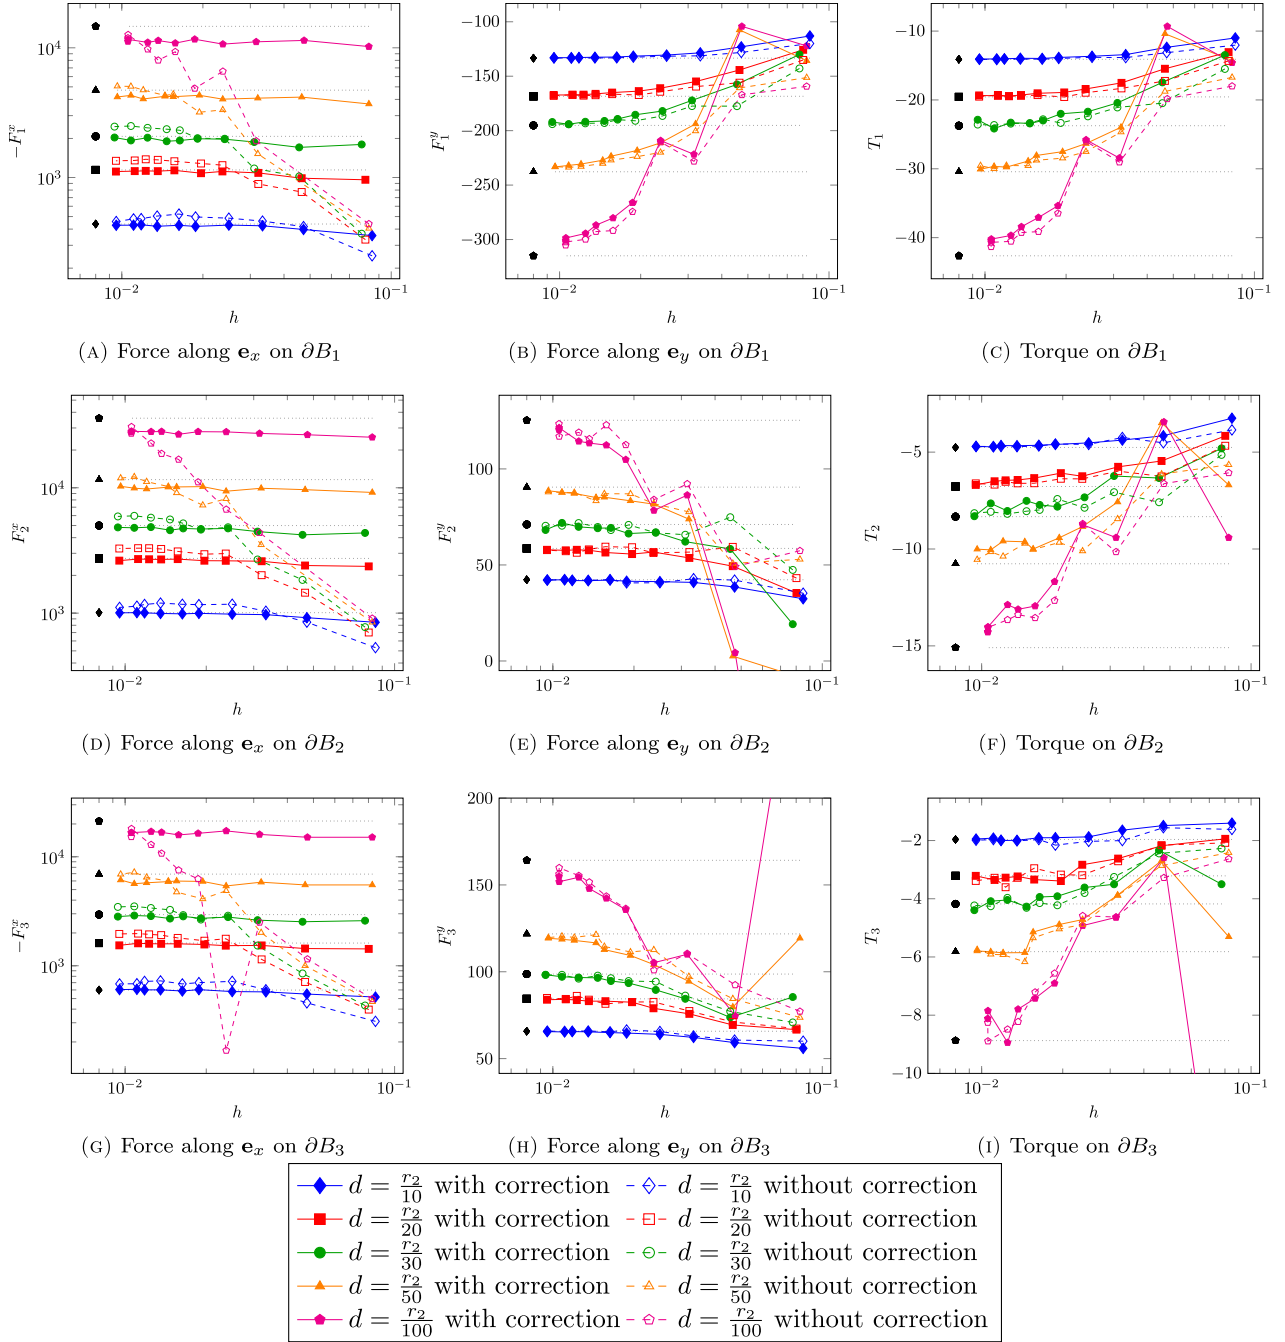 10⁴
10³
−F₁ˣ
10⁻²
10⁻¹
h
(A) Force along eₓ on ∂B₁
−100
−150
−200
−250
−300
F₁ʸ
10⁻²
10⁻¹
h
(B) Force along e_y on ∂B₁
−10
−20
−30
−40
T₁
10⁻²
10⁻¹
h
(C) Torque on ∂B₁
10⁴
10³
F₂ˣ
10⁻²
10⁻¹
h
(D) Force along eₓ on ∂B₂
100
50
0
F₂ʸ
10⁻²
10⁻¹
h
(E) Force along e_y on ∂B₂
−5
−10
−15
T₂
10⁻²
10⁻¹
h
(F) Torque on ∂B₂
10⁴
10³
−F₃ˣ
10⁻²
10⁻¹
h
(G) Force along eₓ on ∂B₃
200
150
100
50
F₃ʸ
10⁻²
10⁻¹
h
(H) Force along e_y on ∂B₃
−2
−4
−6
−8
−10
T₃
10⁻²
10⁻¹
h
(I) Torque on ∂B₃
d = r₂/10 with correction d = r₂/10 without correction
d = r₂/20 with correction d = r₂/20 without correction
d = r₂/30 with correction d = r₂/30 without correction
d = r₂/50 with correction d = r₂/50 without correction
d = r₂/100 with correction d = r₂/100 without correction